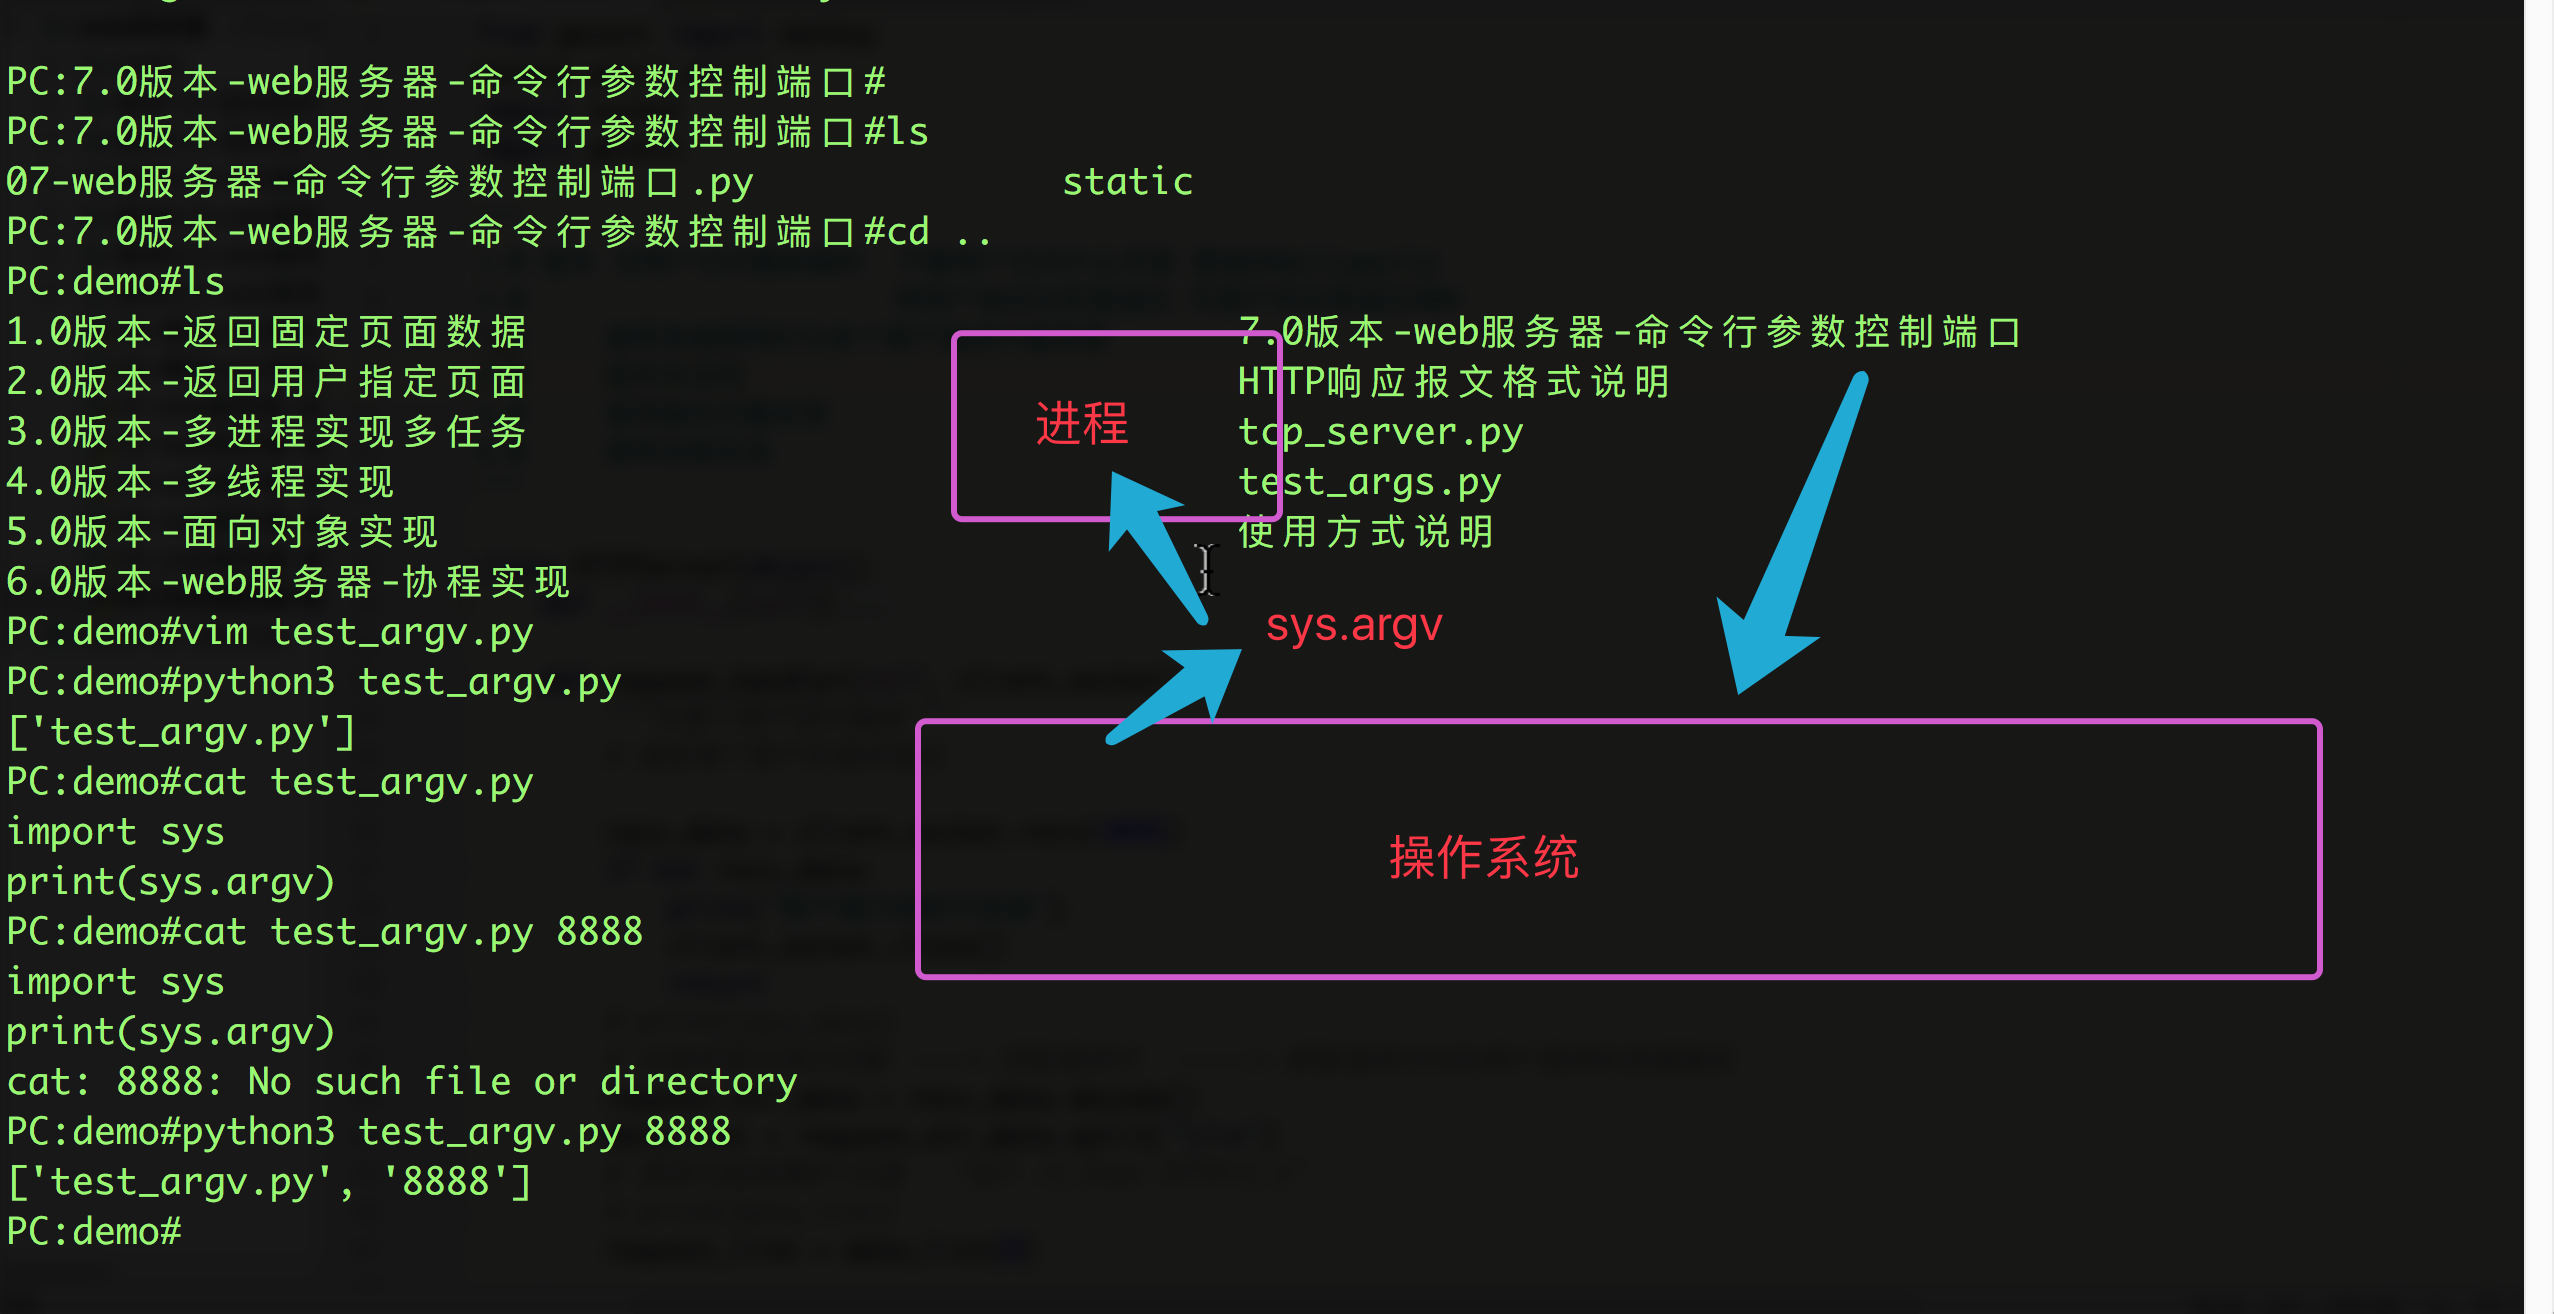 PC:7.0版本-web服务器-命令行参数控制端口#
PC:7.0版本-web服务器-命令行参数控制端口#ls
07-web服务器-命令行参数控制端口.py static
PC:7.0版本-web服务器-命令行参数控制端口#cd ..
PC:demo#ls
1.0版本-返回固定页面数据 7.0版本-web服务器-命令行参数控制端口
2.0版本-返回用户指定页面 HTTP响应报文格式说明
3.0版本-多进程实现多任务 tcp_server.py
4.0版本-多线程实现 test_args.py
5.0版本-面向对象实现 使用方式说明
6.0版本-web服务器-协程实现
PC:demo#vim test_argv.py
PC:demo#python3 test_argv.py
['test_argv.py']
PC:demo#cat test_argv.py
import sys
print(sys.argv)
PC:demo#cat test_argv.py 8888
import sys
print(sys.argv)
cat: 8888: No such file or directory
PC:demo#python3 test_argv.py 8888
['test_argv.py', '8888']
PC:demo#
进程
sys.argv
操作系统